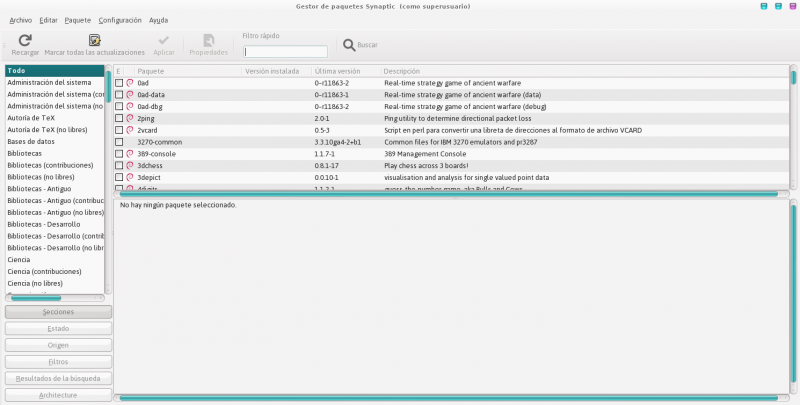 Gestor de paquetes Synaptic (como superusuario)
Archivo Editar Paquete Configuración Ayuda
Filtro rápido
Recargar Marcar todas las actualizaciones Aplicar Propiedades Buscar
Todo
Administración del sistema
Administración del sistema (cor
Administración del sistema (no
Autoría de TeX
Autoría de TeX (no libres)
Bases de datos
Bibliotecas
Bibliotecas (contribuciones)
Bibliotecas (no libres)
Bibliotecas - Antiguo
Bibliotecas - Antiguo (contribuc
Bibliotecas - Antiguo (no libres)
Bibliotecas - Desarrollo
Bibliotecas - Desarrollo (contrib
Bibliotecas - Desarrollo (no libr
Ciencia
Ciencia (contribuciones)
Ciencia (no libres)
Secciones
Estado
Origen
Filtros
Resultados de la búsqueda
Architecture
E Paquete Versión instalada Última versión Descripción
0ad 0~r11863-2 Real-time strategy game of ancient warfare
0ad-data 0~r11863-1 Real-time strategy game of ancient warfare (data)
0ad-dbg 0~r11863-2 Real-time strategy game of ancient warfare (debug)
2ping 2.0-1 Ping utility to determine directional packet loss
2vcard 0.5-3 Script en perl para convertir una libreta de direcciones al formato de archivo VCARD
3270-common 3.3.10ga4-2+b1 Common files for IBM 3270 emulators and pr3287
389-console 1.1.7-1 389 Management Console
3dchess 0.8.1-17 Play chess across 3 boards!
3depict 0.0.10-1 visualisation and analysis for single valued point data
4digits 1.1.2-1 guess-the-number game, aka Bulls and Cows
No hay ningún paquete seleccionado.